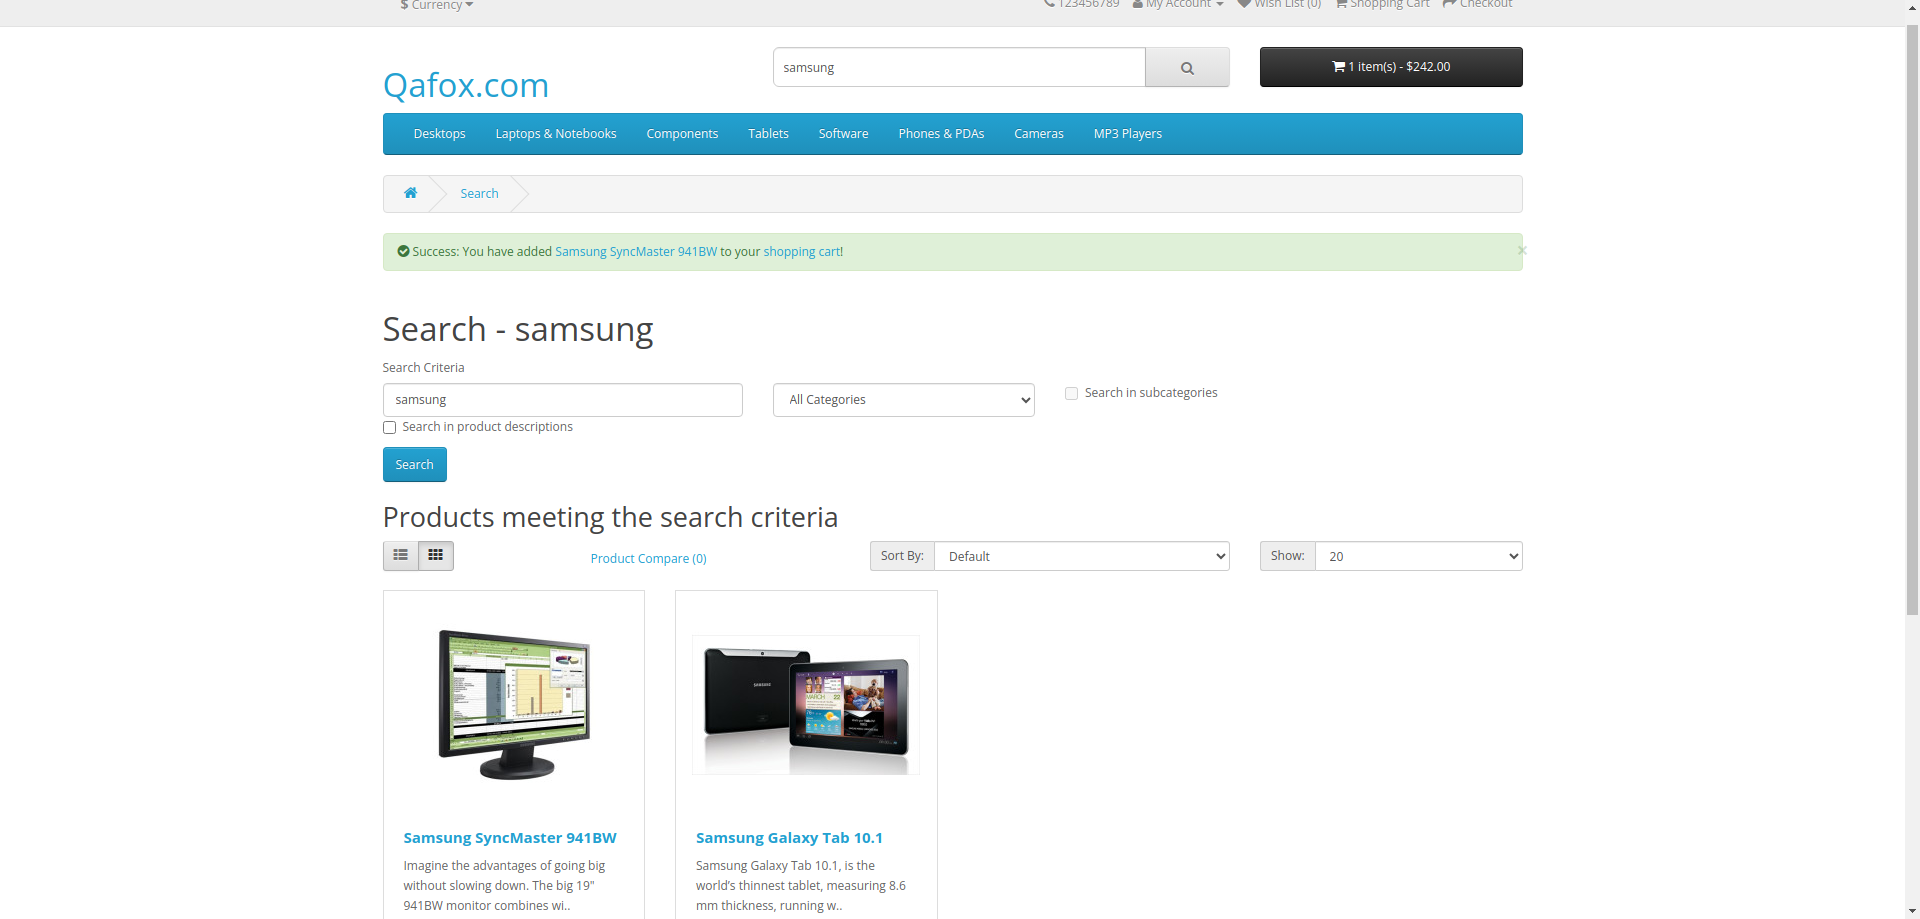 $ Currency
123456789 My Account Wish List (0) Shopping Cart Checkout
Qafox.com
samsung
1 item(s) - $242.00
Desktops Laptops & Notebooks Components Tablets Software Phones & PDAs Cameras MP3 Players
Search
Success: You have added Samsung SyncMaster 941BW to your shopping cart!
×
Search - samsung
Search Criteria
samsung
All Categories
Search in subcategories
Search in product descriptions
Search
Products meeting the search criteria
Product Compare (0)
Sort By: Default
Show: 20
SAMSUNG
MARCH 22
Samsung SyncMaster 941BW
Imagine the advantages of going big
without slowing down. The big 19"
941BW monitor combines wi..
Samsung Galaxy Tab 10.1
Samsung Galaxy Tab 10.1, is the
world’s thinnest tablet, measuring 8.6
mm thickness, running w..